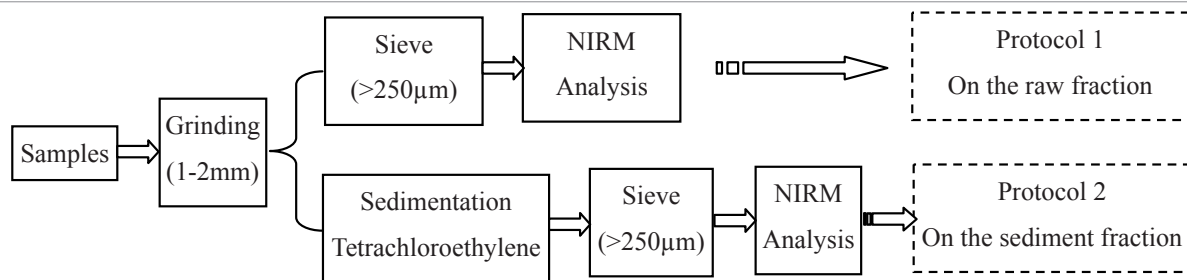 Samples
Grinding
(1-2mm)
Sieve
(>250µm)
NIRM
Analysis
Protocol 1
On the raw fraction
Sedimentation
Tetrachloroethylene
Sieve
(>250µm)
NIRM
Analysis
Protocol 2
On the sediment fraction